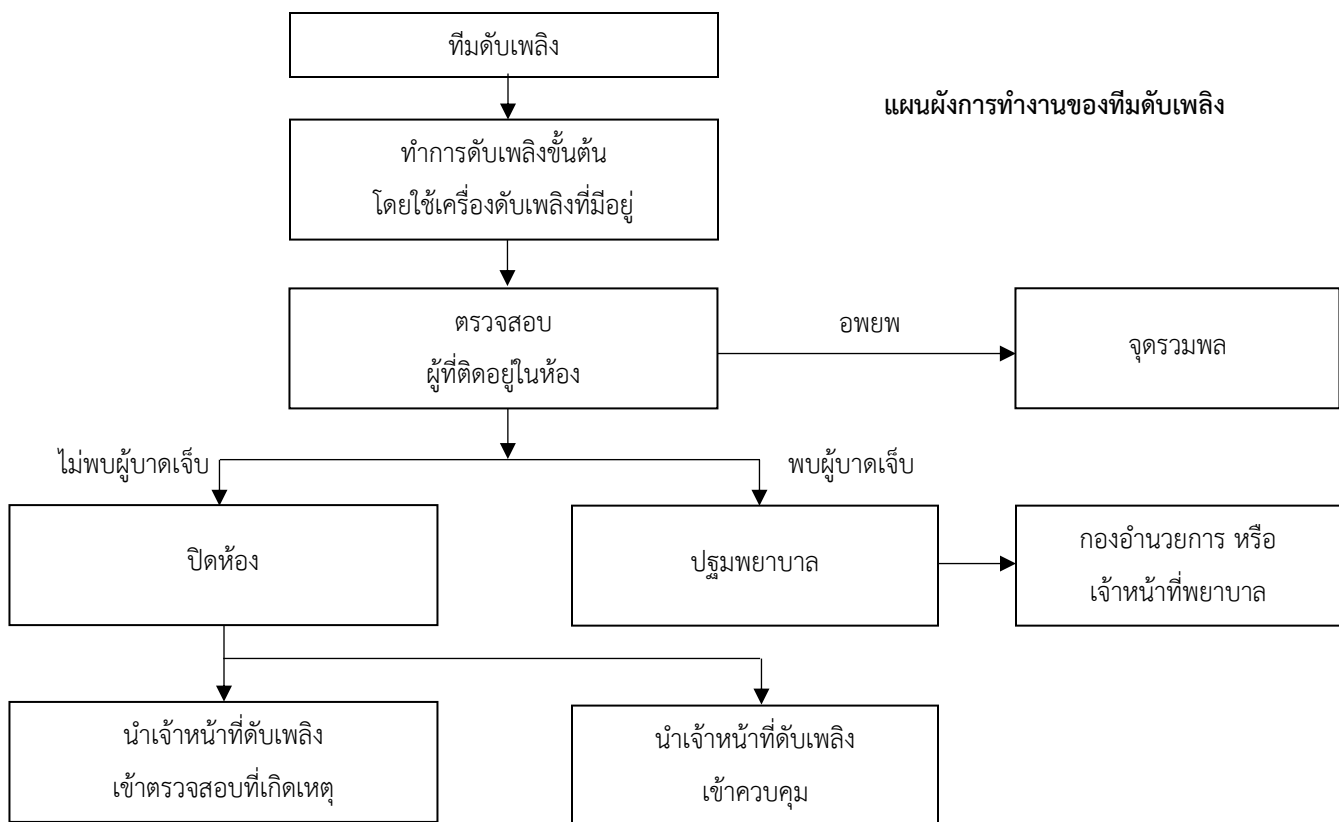 ทีมดับเพลิง
แผนผังการทำงานของทีมดับเพลิง
ทำการดับเพลิงขั้นต้น
โดยใช้เครื่องดับเพลิงที่มีอยู่
ตรวจสอบ
ผู้ที่ติดอยู่ในห้อง
อพยพ
จุดรวมพล
ไม่พบผู้บาดเจ็บ
พบผู้บาดเจ็บ
ปิดห้อง
ปฐมพยาบาล
กองอำนวยการ หรือ
เจ้าหน้าที่พยาบาล
นำเจ้าหน้าที่ดับเพลิง
เข้าตรวจสอบที่เกิดเหตุ
นำเจ้าหน้าที่ดับเพลิง
เข้าควบคุม